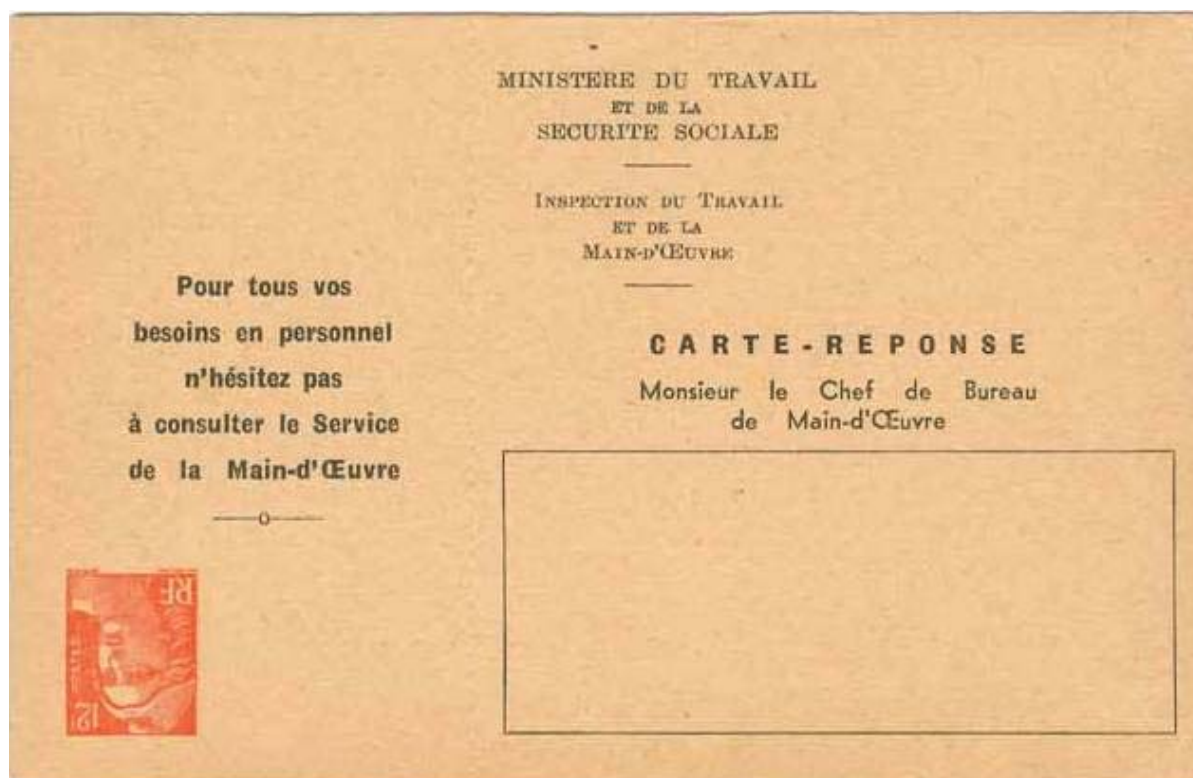 MINISTERE DU TRAVAIL
ET DE LA
SECURITE SOCIALE
INSPECTION DU TRAVAIL
ET DE LA
MAIN-D'ŒUVRE
Pour tous vos
besoins en personnel
n'hésitez pas
à consulter le Service
de la Main-d'Œuvre
CARTE-REPONSE
Monsieur le Chef de Bureau
de Main-d'Œuvre
RF
12F